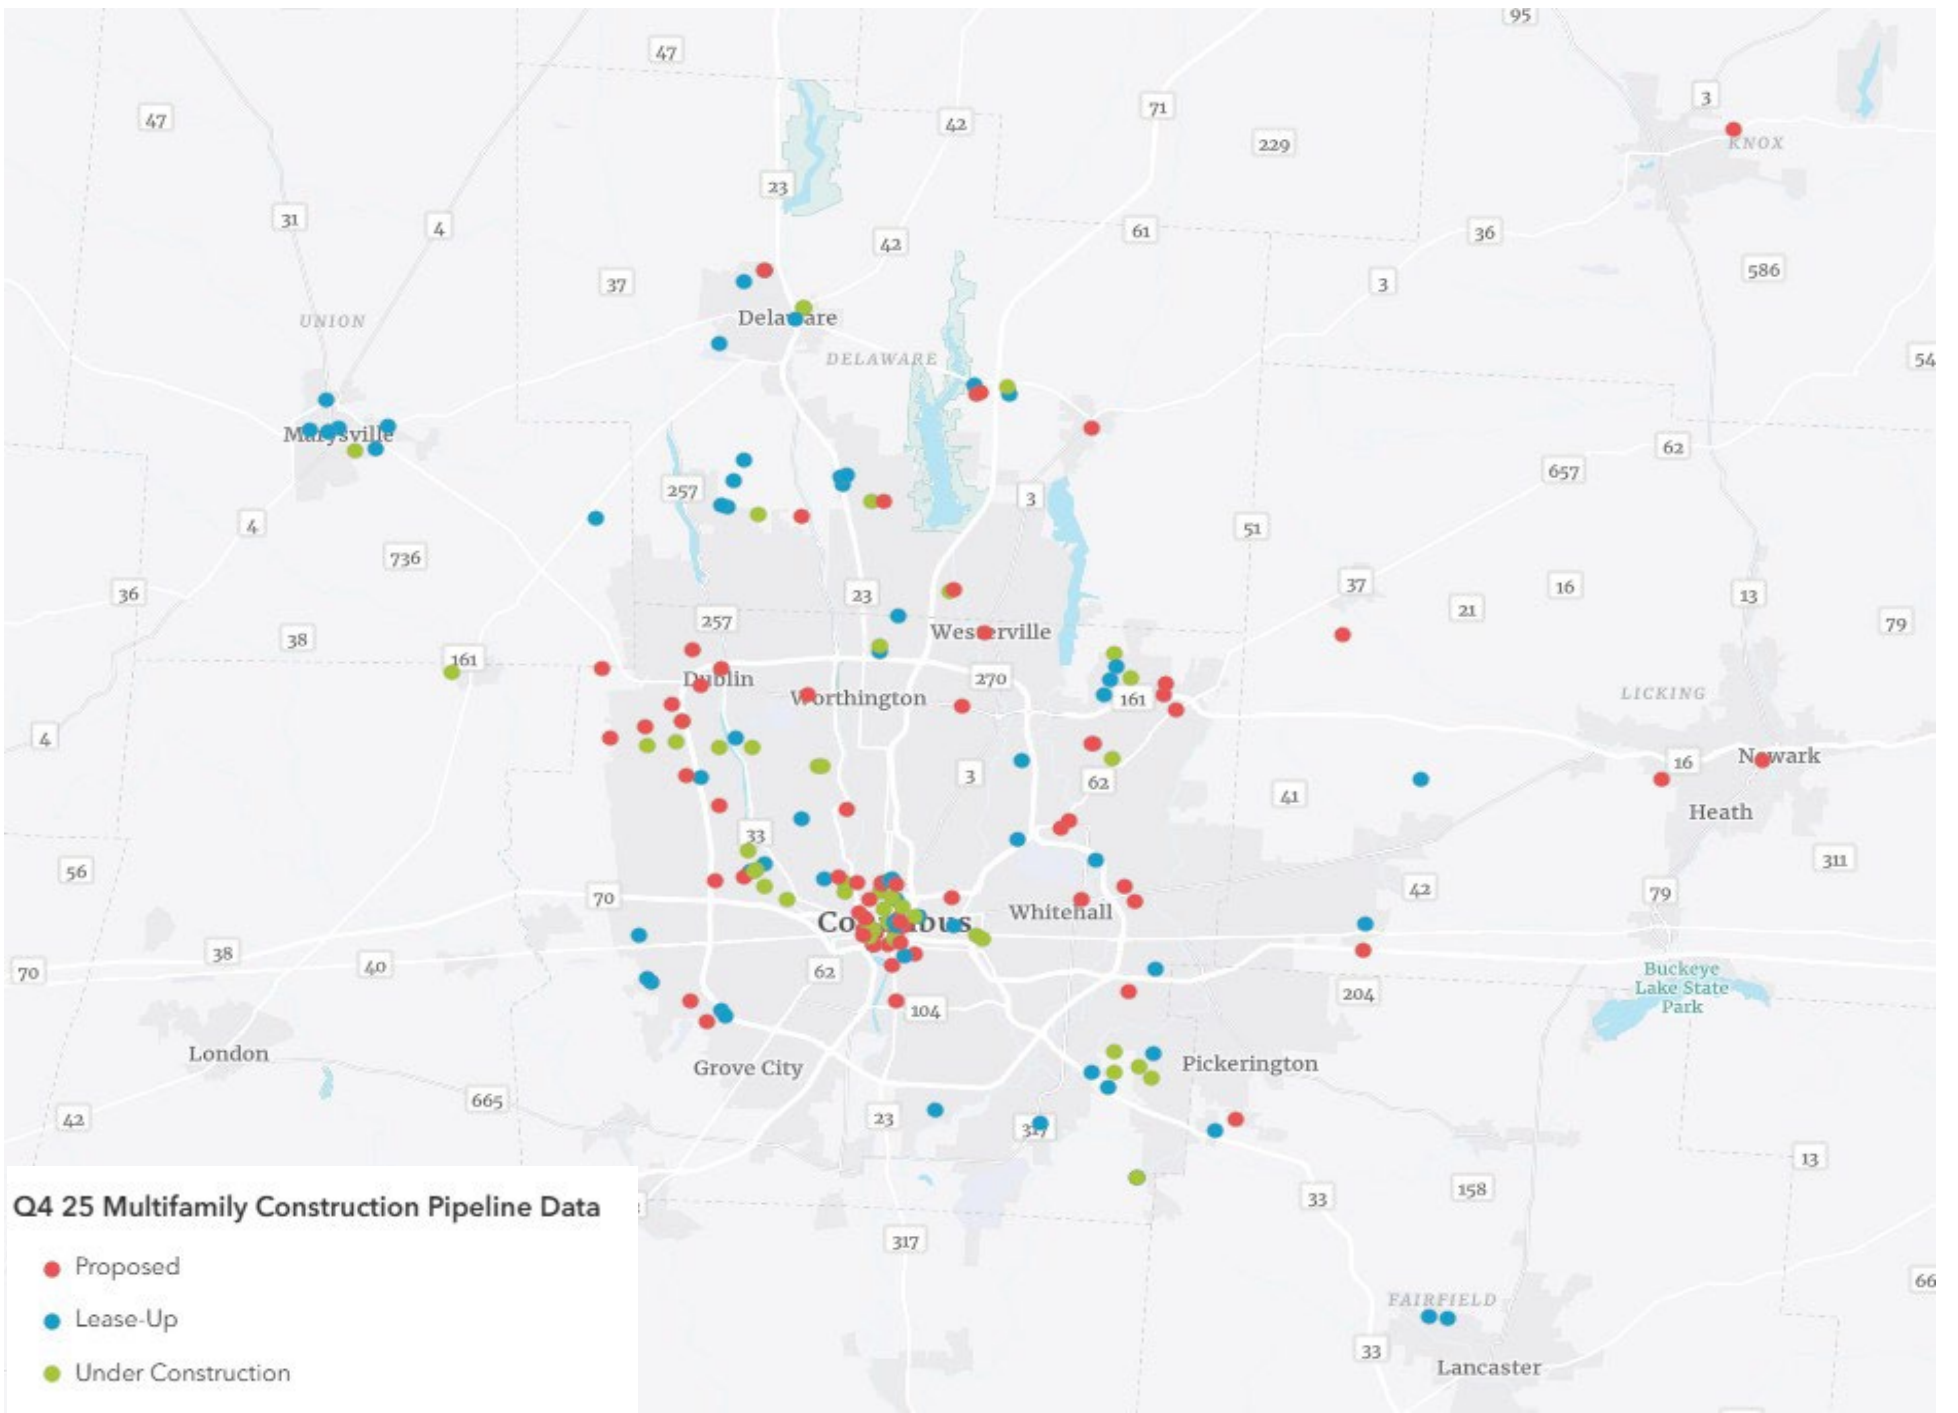 95
47
3
47
71
42
KNOX
229
23
31
4
61
36
42
586
37
3
UNION
Delaware
DELAWARE
54
Marysville
62
657
257
3
4
51
736
37
16
36
23
13
21
257
79
38
Westerville
161
Dublin
270
LICKING
Worthington
161
4
Newark
16
3
62
41
Heath
33
56
311
42
79
70
Whitehall
Columbus
38
40
70
62
Buckeye
Lake State
Park
204
104
London
Grove City
Pickerington
665
42
23
317
13
158
33
Q4 25 Multifamily Construction Pipeline Data
317
Proposed
66
FAIRFIELD
Lease-Up
33
Lancaster
Under Construction